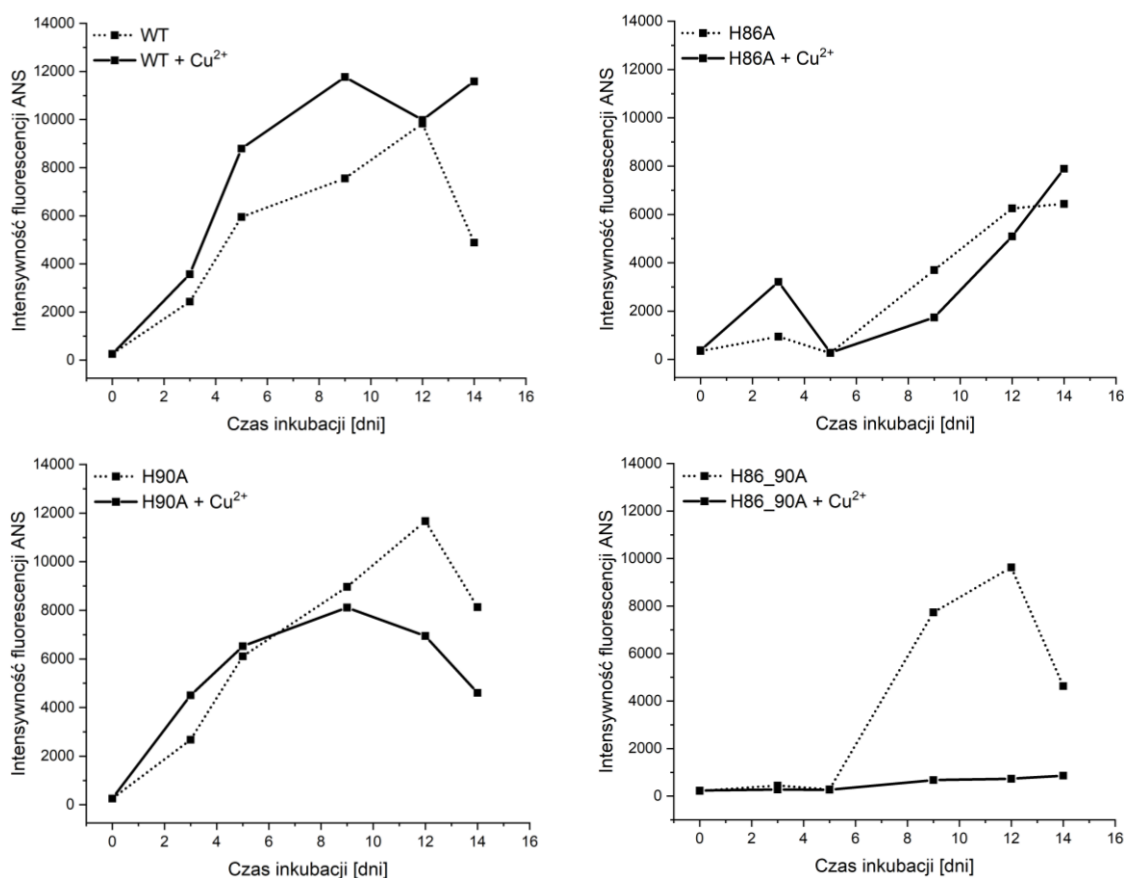 WT
WT + Cu²⁺
Intensywność fluorescencji ANS
14000
12000
10000
8000
6000
4000
2000
0
0 2 4 6 8 10 12 14 16
Czas inkubacji [dni]
H86A
H86A + Cu²⁺
Intensywność fluorescencji ANS
14000
12000
10000
8000
6000
4000
2000
0
0 2 4 6 8 10 12 14 16
Czas inkubacji [dni]
H90A
H90A + Cu²⁺
Intensywność fluorescencji ANS
14000
12000
10000
8000
6000
4000
2000
0
0 2 4 6 8 10 12 14 16
Czas inkubacji [dni]
H86_90A
H86_90A + Cu²⁺
Intensywność fluorescencji ANS
14000
12000
10000
8000
6000
4000
2000
0
0 2 4 6 8 10 12 14 16
Czas inkubacji [dni]